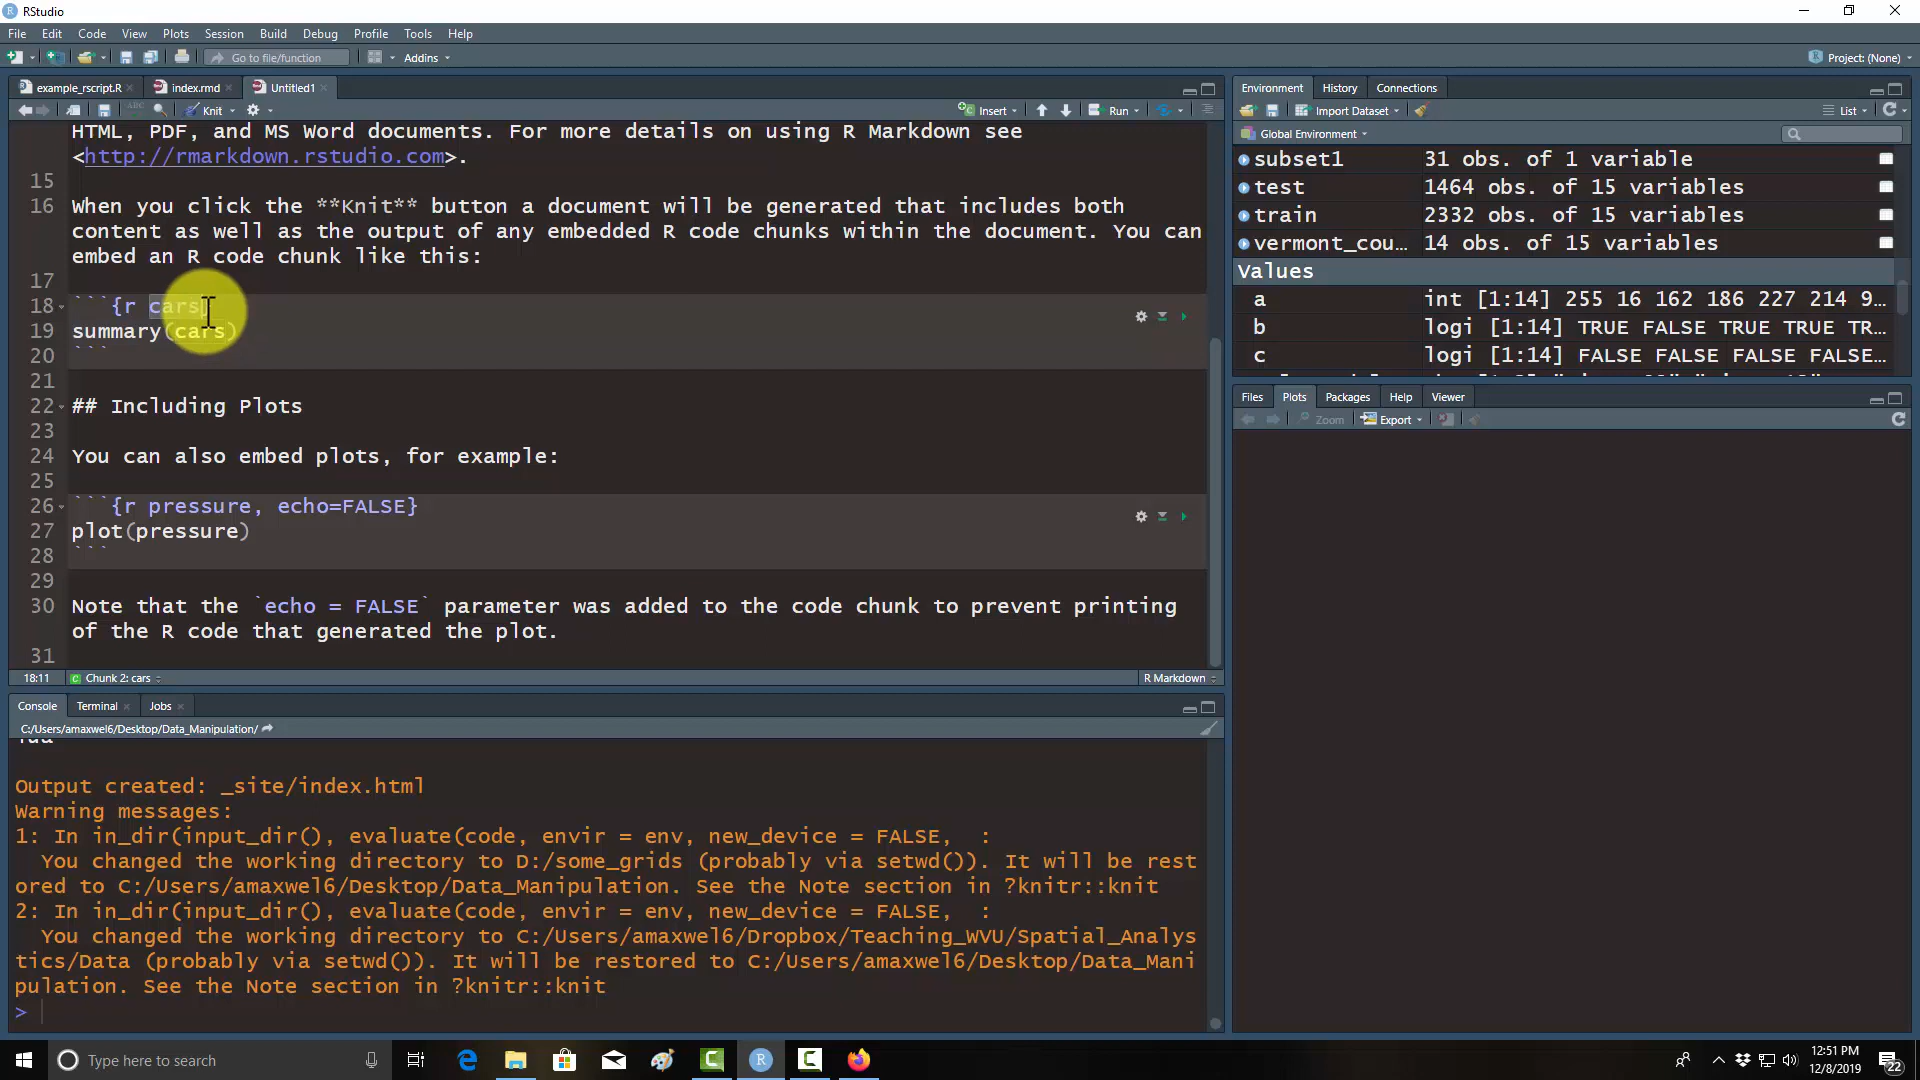 RStudio
File Edit Code View Plots Session Build Debug Profile Tools Help
Go to file/function Addins Project: (None)
example_rscript.R index.rmd Untitled1
ABC Knit Insert Run
HTML, PDF, and MS Word documents. For more details on using R Markdown see
<http://rmarkdown.rstudio.com>.
15
16 When you click the **Knit** button a document will be generated that includes both
content as well as the output of any embedded R code chunks within the document. You can
embed an R code chunk like this:
17
18 ```{r cars}
19 summary(cars)
20 ```
21
22 ## Including Plots
23
24 You can also embed plots, for example:
25
26 ```{r pressure, echo=FALSE}
27 plot(pressure)
28 ```
29
30 Note that the `echo = FALSE` parameter was added to the code chunk to prevent printing
of the R code that generated the plot.
31
18:11 Chunk 2: cars R Markdown
Console Terminal Jobs
C:/Users/amaxwel6/Desktop/Data_Manipulation/
Output created: _site/index.html
Warning messages:
1: In in_dir(input_dir(), evaluate(code, envir = env, new_device = FALSE,  :
You changed the working directory to D:/some_grids (probably via setwd()). It will be rest
ored to C:/Users/amaxwel6/Desktop/Data_Manipulation. See the Note section in ?knitr::knit
2: In in_dir(input_dir(), evaluate(code, envir = env, new_device = FALSE,  :
You changed the working directory to C:/Users/amaxwel6/Dropbox/Teaching_WVU/Spatial_Analys
tics/Data (probably via setwd()). It will be restored to C:/Users/amaxwel6/Desktop/Data_Mani
pulation. See the Note section in ?knitr::knit
>
Environment History Connections
Import Dataset List
Global Environment
subset1 31 obs. of 1 variable
test 1464 obs. of 15 variables
train 2332 obs. of 15 variables
vermont_cou... 14 obs. of 15 variables
Values
a int [1:14] 255 16 162 186 227 214 9...
b logi [1:14] TRUE FALSE TRUE TRUE TR...
c logi [1:14] FALSE FALSE FALSE FALSE...
Files Plots Packages Help Viewer
Zoom Export
Type here to search
12:51 PM
12/8/2019
22